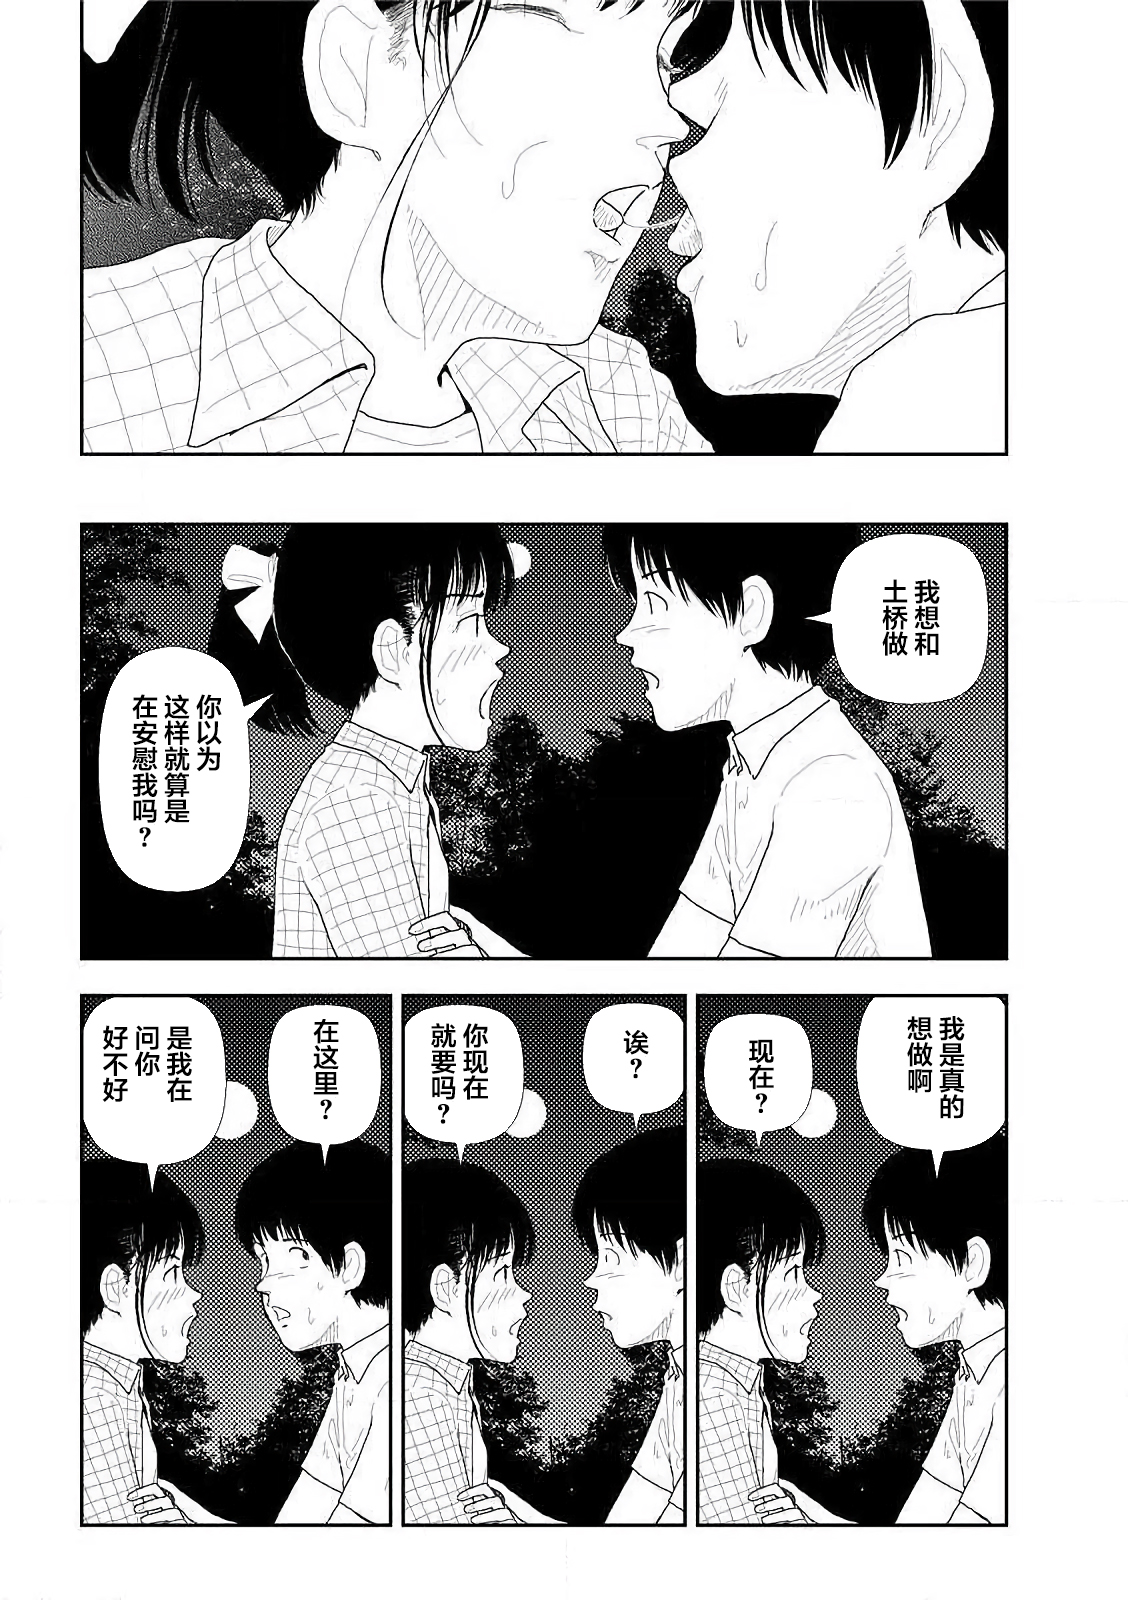 我想和
土桥做
你以为
这样就算是
在安慰我吗?
我是真的
想做啊
现在?
诶?
你现在
就要吗?
在这里?
是我在
问你
好不好